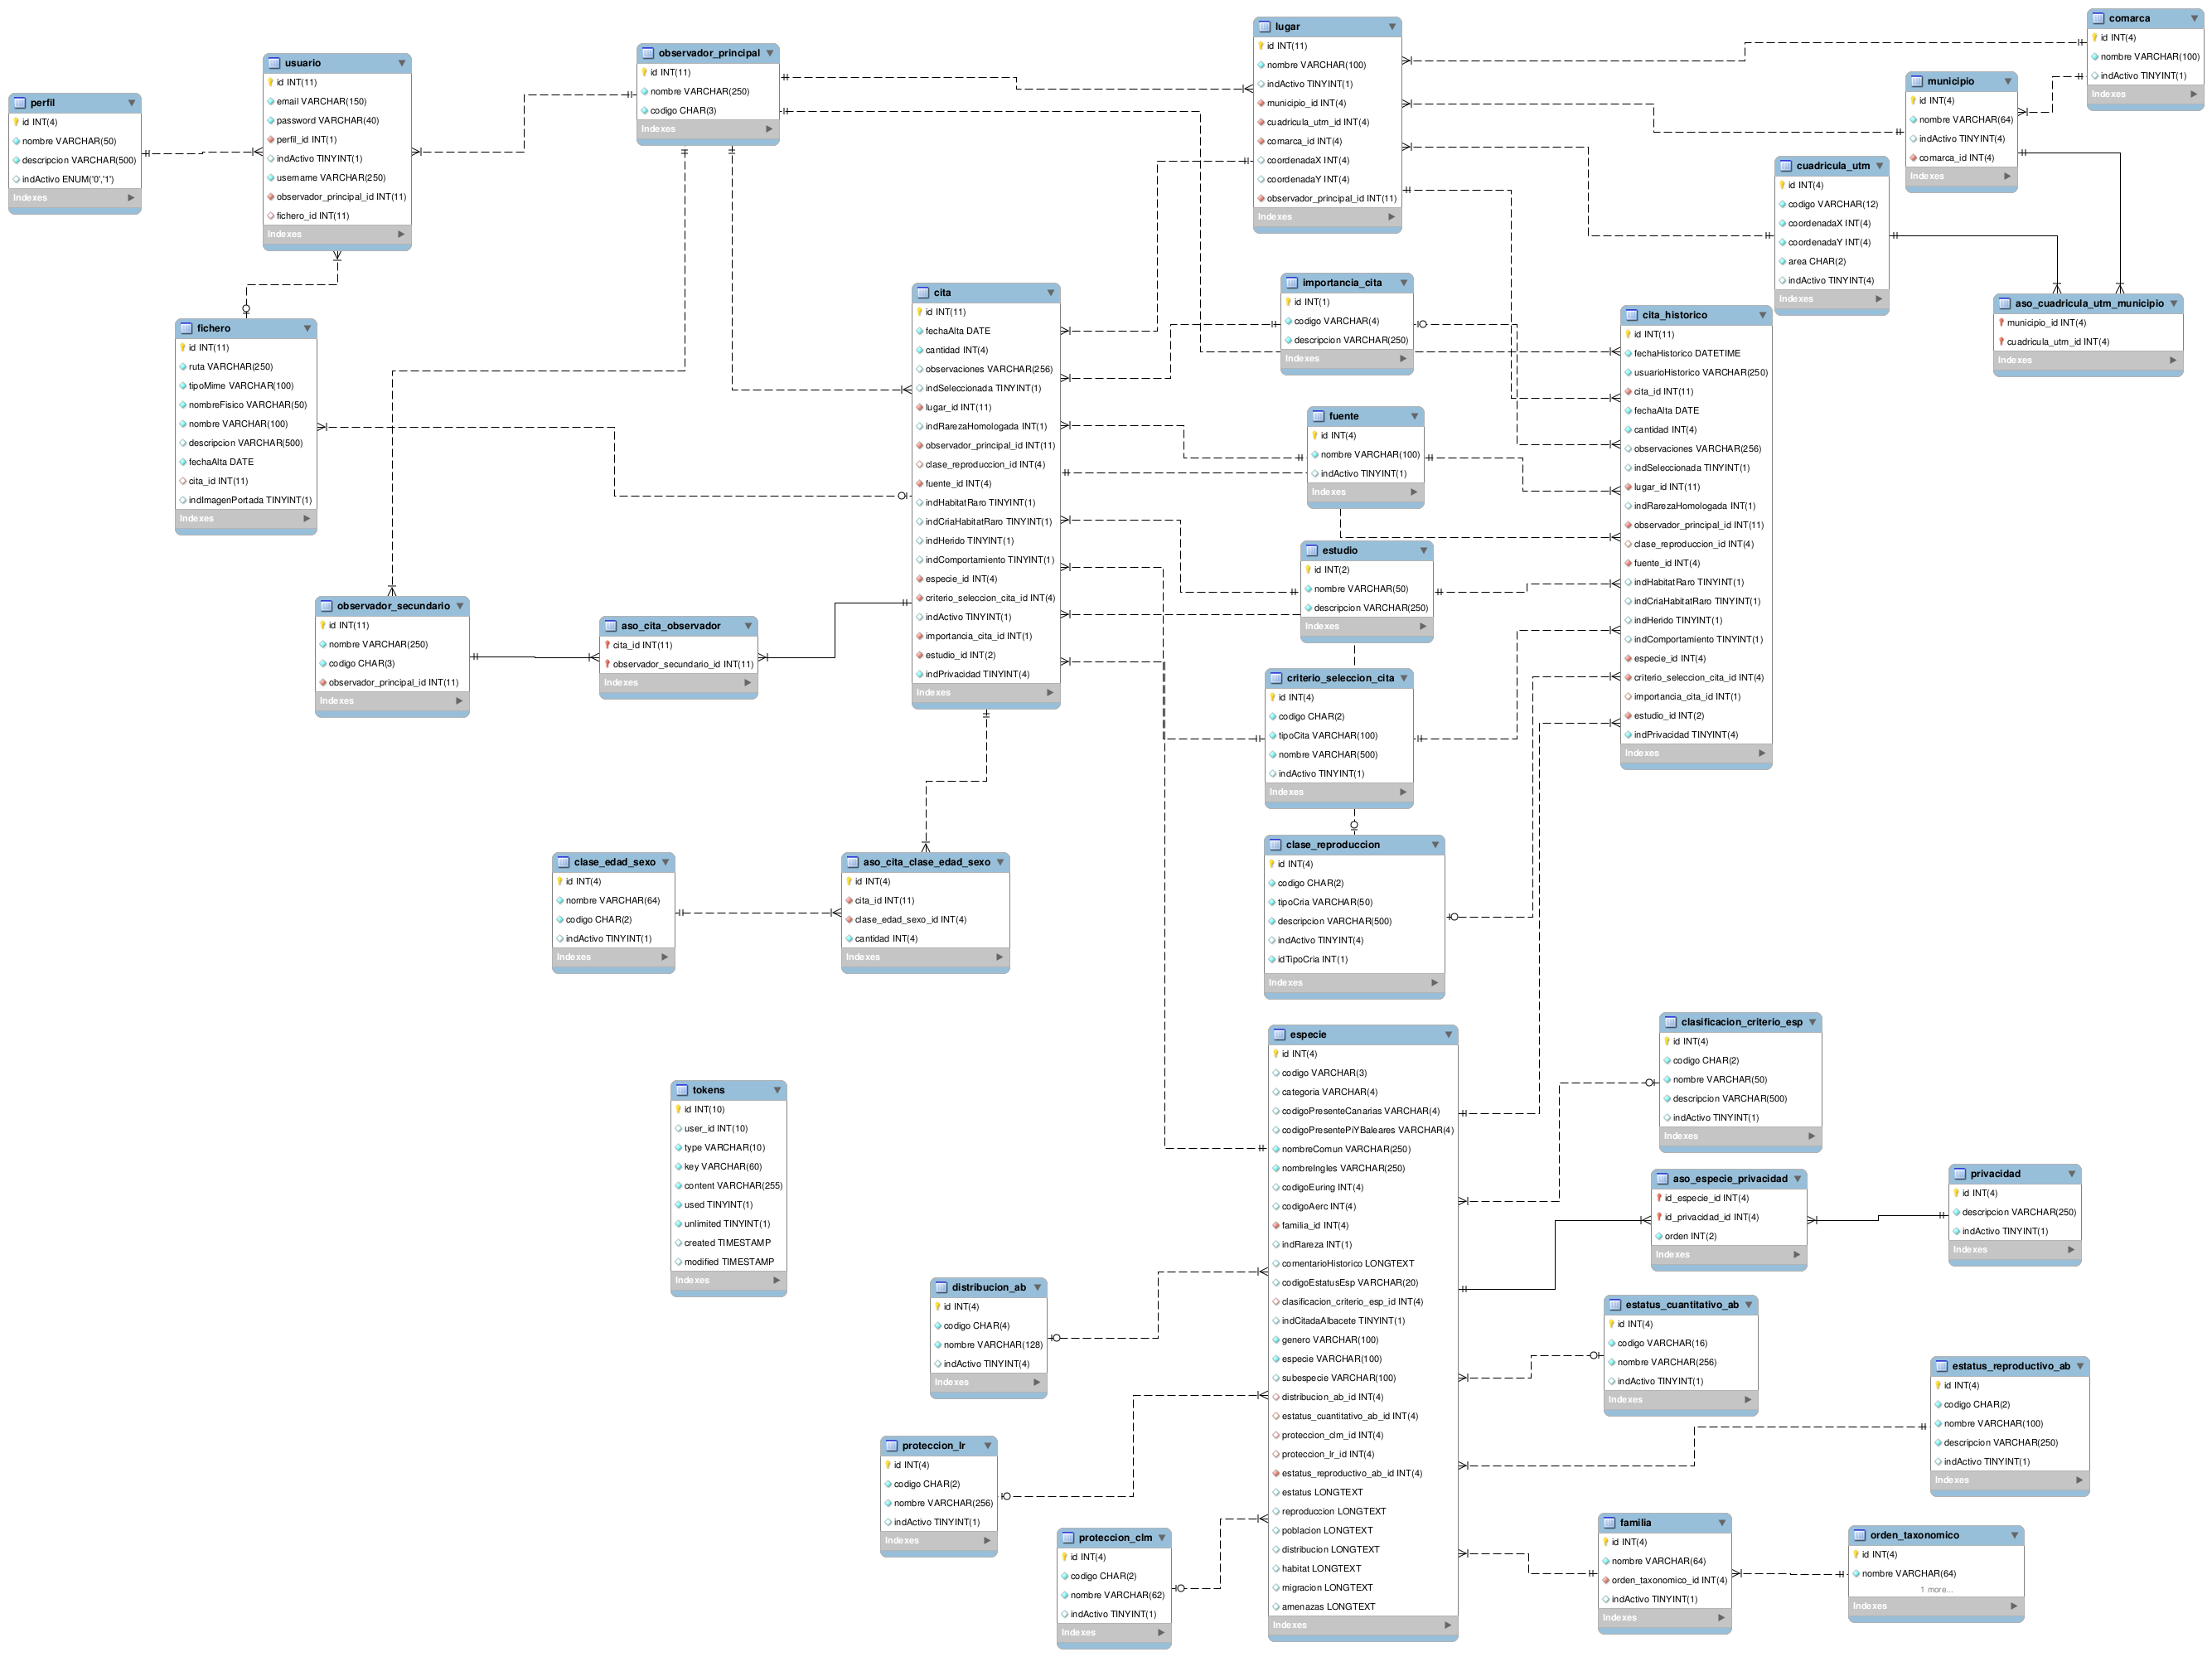 perfil
id INT(4)
nombre VARCHAR(50)
descripcion VARCHAR(500)
indActivo ENUM('0','1')
Indexes
usuario
id INT(11)
email VARCHAR(150)
password VARCHAR(40)
perfil_id INT(1)
indActivo TINYINT(1)
username VARCHAR(250)
observador_principal_id INT(11)
fichero_id INT(11)
Indexes
observador_principal
id INT(11)
nombre VARCHAR(250)
codigo CHAR(3)
Indexes
lugar
id INT(11)
nombre VARCHAR(100)
indActivo TINYINT(1)
municipio_id INT(4)
cuadricula_utm_id INT(4)
comarca_id INT(4)
coordenadaX INT(4)
coordenadaY INT(4)
observador_principal_id INT(11)
Indexes
comarca
id INT(4)
nombre VARCHAR(100)
indActivo TINYINT(1)
Indexes
municipio
id INT(4)
nombre VARCHAR(64)
indActivo TINYINT(4)
comarca_id INT(4)
Indexes
cuadricula_utm
id INT(4)
codigo VARCHAR(12)
coordenadaX INT(4)
coordenadaY INT(4)
area CHAR(2)
indActivo TINYINT(4)
Indexes
aso_cuadricula_utm_municipio
municipio_id INT(4)
cuadricula_utm_id INT(4)
Indexes
fichero
id INT(11)
ruta VARCHAR(250)
tipoMime VARCHAR(100)
nombreFisico VARCHAR(50)
nombre VARCHAR(100)
descripcion VARCHAR(500)
fechaAlta DATE
cita_id INT(11)
indImagenPortada TINYINT(1)
Indexes
cita
id INT(11)
fechaAlta DATE
cantidad INT(4)
observaciones VARCHAR(256)
indSeleccionada TINYINT(1)
lugar_id INT(11)
indRarezaHomologada INT(1)
observador_principal_id INT(11)
clase_reproduccion_id INT(4)
fuente_id INT(4)
indHabitatRaro TINYINT(1)
indCriaHabitatRaro TINYINT(1)
indHerido TINYINT(1)
indComportamiento TINYINT(1)
especie_id INT(4)
criterio_seleccion_cita_id INT(4)
indActivo TINYINT(1)
importancia_cita_id INT(1)
estudio_id INT(2)
indPrivacidad TINYINT(4)
Indexes
importancia_cita
id INT(1)
codigo VARCHAR(4)
descripcion VARCHAR(250)
Indexes
fuente
id INT(4)
nombre VARCHAR(100)
indActivo TINYINT(1)
Indexes
estudio
id INT(2)
nombre VARCHAR(50)
descripcion VARCHAR(250)
Indexes
criterio_seleccion_cita
id INT(4)
codigo CHAR(2)
tipoCita VARCHAR(100)
nombre VARCHAR(500)
indActivo TINYINT(1)
Indexes
clase_reproduccion
id INT(4)
codigo CHAR(2)
tipoCria VARCHAR(50)
descripcion VARCHAR(500)
indActivo TINYINT(4)
idTipoCria INT(1)
Indexes
cita_historico
id INT(11)
fechaHistorico DATETIME
usuarioHistorico VARCHAR(250)
cita_id INT(11)
fechaAlta DATE
cantidad INT(4)
observaciones VARCHAR(256)
indSeleccionada TINYINT(1)
lugar_id INT(11)
indRarezaHomologada INT(1)
observador_principal_id INT(11)
clase_reproduccion_id INT(4)
fuente_id INT(4)
indHabitatRaro TINYINT(1)
indCriaHabitatRaro TINYINT(1)
indHerido TINYINT(1)
indComportamiento TINYINT(1)
especie_id INT(4)
criterio_seleccion_cita_id INT(4)
importancia_cita_id INT(1)
estudio_id INT(2)
indPrivacidad TINYINT(4)
Indexes
observador_secundario
id INT(11)
nombre VARCHAR(250)
codigo CHAR(3)
observador_principal_id INT(11)
Indexes
aso_cita_observador
cita_id INT(11)
observador_secundario_id INT(11)
Indexes
clase_edad_sexo
id INT(4)
nombre VARCHAR(64)
codigo CHAR(2)
indActivo TINYINT(1)
Indexes
aso_cita_clase_edad_sexo
id INT(4)
cita_id INT(11)
clase_edad_sexo_id INT(4)
cantidad INT(4)
Indexes
tokens
id INT(10)
user_id INT(10)
type VARCHAR(10)
key VARCHAR(60)
content VARCHAR(255)
used TINYINT(1)
unlimited TINYINT(1)
created TIMESTAMP
modified TIMESTAMP
Indexes
especie
id INT(4)
codigo VARCHAR(3)
categoria VARCHAR(4)
codigoPresenteCanarias VARCHAR(4)
codigoPresentePiYBaleares VARCHAR(4)
nombreComun VARCHAR(250)
nombreIngles VARCHAR(250)
codigoEuring INT(4)
codigoAerc INT(4)
familia_id INT(4)
indRareza INT(1)
comentarioHistorico LONGTEXT
codigoEstatusEsp VARCHAR(20)
clasificacion_criterio_esp_id INT(4)
indCitadaAlbacete TINYINT(1)
genero VARCHAR(100)
especie VARCHAR(100)
subespecie VARCHAR(100)
distribucion_ab_id INT(4)
estatus_cuantitativo_ab_id INT(4)
proteccion_clm_id INT(4)
proteccion_lr_id INT(4)
estatus_reproductivo_ab_id INT(4)
estatus LONGTEXT
reproduccion LONGTEXT
poblacion LONGTEXT
distribucion LONGTEXT
habitat LONGTEXT
migracion LONGTEXT
amenazas LONGTEXT
Indexes
clasificacion_criterio_esp
id INT(4)
codigo CHAR(2)
nombre VARCHAR(50)
descripcion VARCHAR(500)
indActivo TINYINT(1)
Indexes
aso_especie_privacidad
id_especie_id INT(4)
id_privacidad_id INT(4)
orden INT(2)
Indexes
privacidad
id INT(4)
descripcion VARCHAR(250)
indActivo TINYINT(1)
Indexes
distribucion_ab
id INT(4)
codigo CHAR(4)
nombre VARCHAR(128)
indActivo TINYINT(4)
Indexes
estatus_cuantitativo_ab
id INT(4)
codigo VARCHAR(16)
nombre VARCHAR(256)
indActivo TINYINT(1)
Indexes
estatus_reproductivo_ab
id INT(4)
codigo CHAR(2)
nombre VARCHAR(100)
descripcion VARCHAR(250)
indActivo TINYINT(1)
Indexes
proteccion_lr
id INT(4)
codigo CHAR(2)
nombre VARCHAR(256)
indActivo TINYINT(1)
Indexes
proteccion_clm
id INT(4)
codigo CHAR(2)
nombre VARCHAR(62)
indActivo TINYINT(1)
Indexes
familia
id INT(4)
nombre VARCHAR(64)
orden_taxonomico_id INT(4)
indActivo TINYINT(1)
Indexes
orden_taxonomico
id INT(4)
nombre VARCHAR(64)
1 more...
Indexes